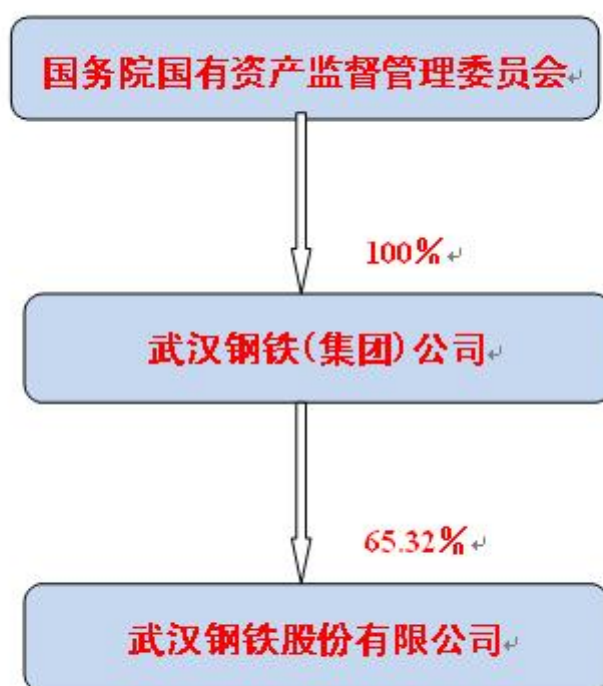 国务院国有资产监督管理委员会
100%
武汉钢铁(集团)公司
65.32%
武汉钢铁股份有限公司